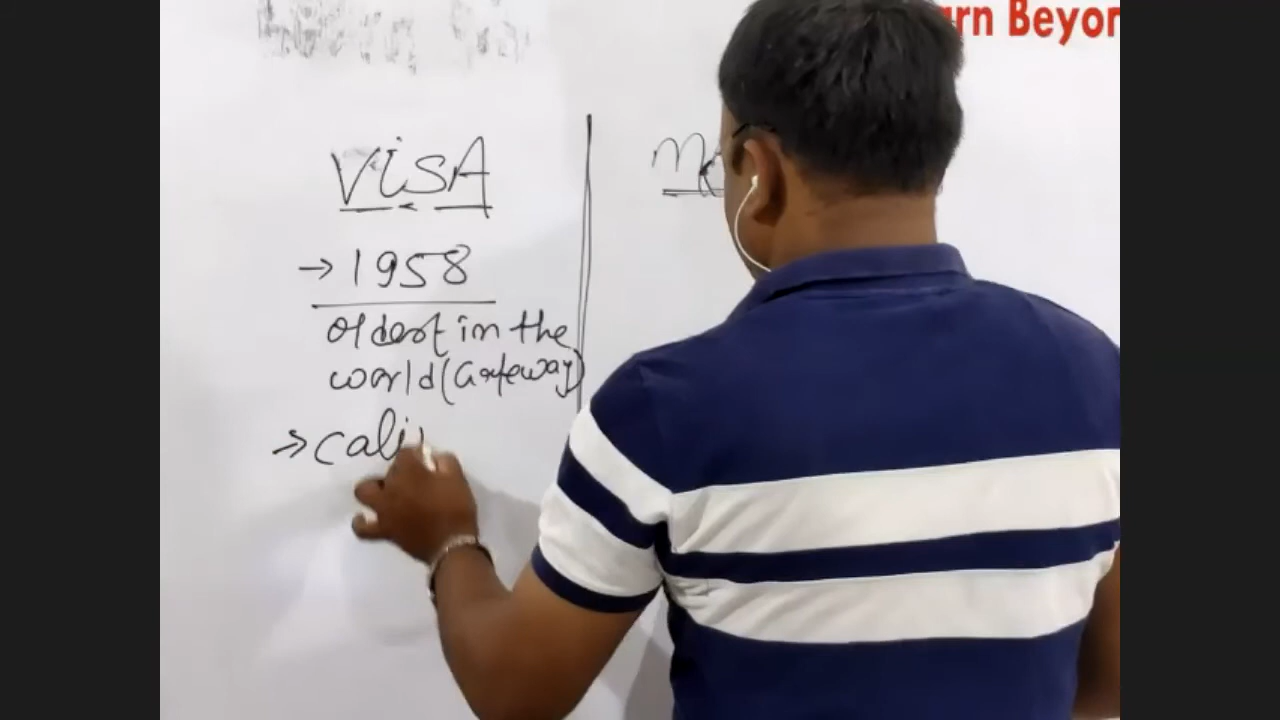 rn Beyon
VISA
→ 1958
oldest in the
world (Gateway)
→ cali
M